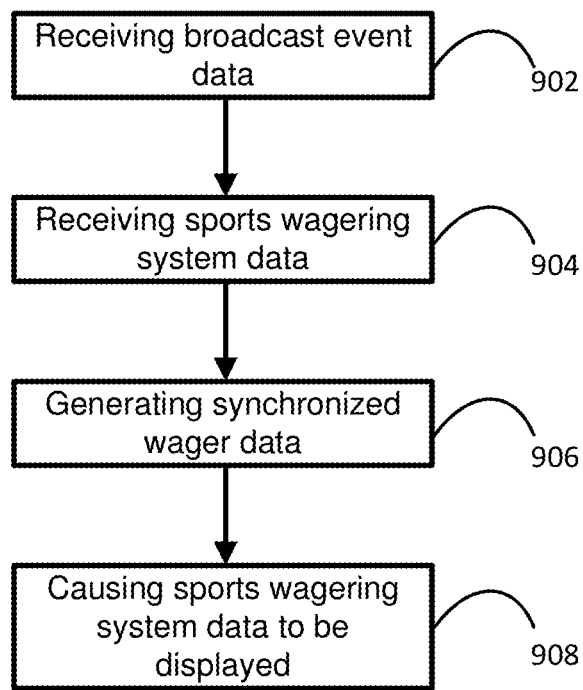 Receiving broadcast event
data
902
Receiving sports wagering
system data
904
Generating synchronized
wager data
906
Causing sports wagering
system data to be
displayed
908